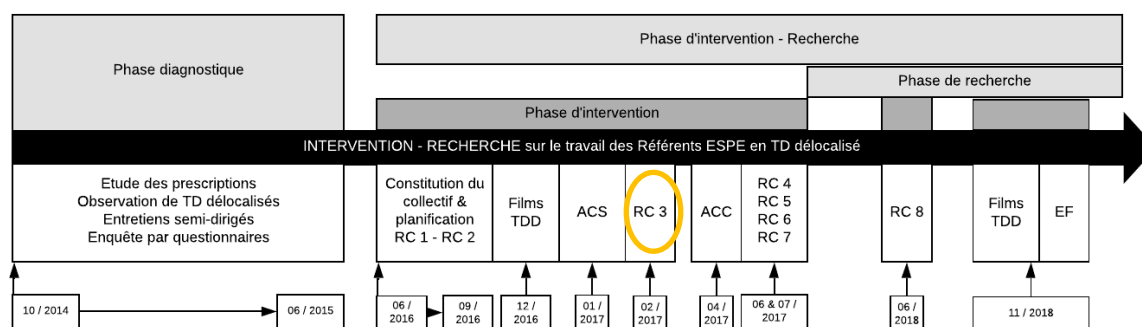 Phase d'intervention - Recherche
Phase diagnostique
Phase de recherche
Phase d'intervention
INTERVENTION - RECHERCHE sur le travail des Référents ESPE en TD délocalisé
Etude des prescriptions
Observation de TD délocalisés
Entretiens semi-dirigés
Enquête par questionnaires
Constitution du
collectif &
planification
RC 1 - RC 2
Films
TDD
ACS
RC 3
ACC
RC 4
RC 5
RC 6
RC 7
RC 8
Films
TDD
EF
10 / 2014
06 / 2015
06 /
2016
09 /
2016
12 /
2016
01 /
2017
02 /
2017
04 /
2017
06 & 07 /
2017
06 /
2018
11 / 2018